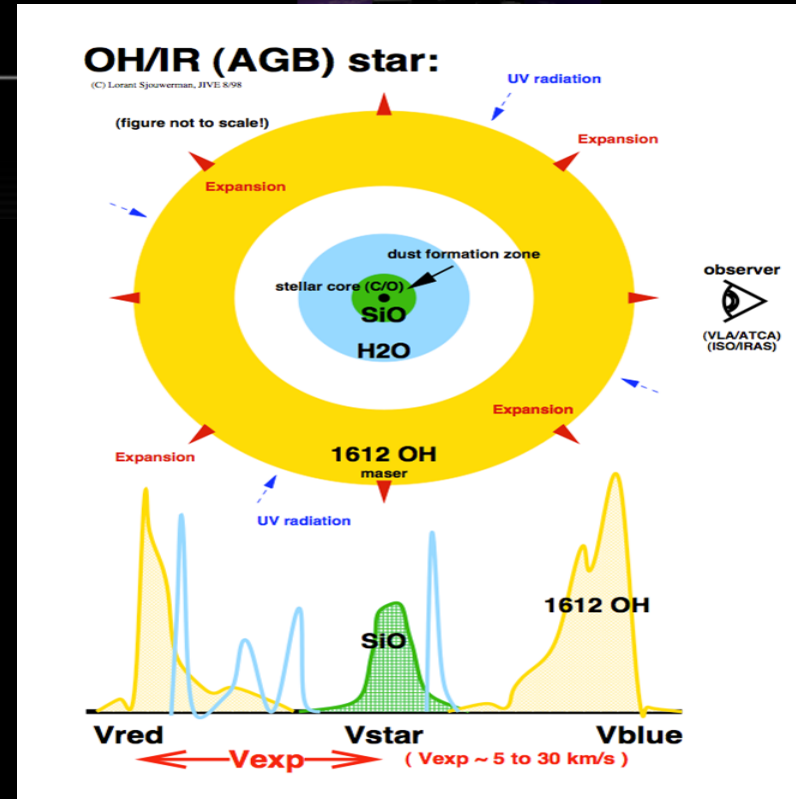 OH/IR (AGB) star:
(C) Lorant Sjouwerman, JIVE 8/98
UV radiation
(figure not to scale!)
Expansion
Expansion
dust formation zone
observer
stellar core (C/O)
SiO
(VLA/ATCA)
(ISO/IRAS)
H2O
Expansion
Expansion
1612 OH
maser
UV radiation
1612 OH
SiO
Vred Vstar Vblue
Vexp ( Vexp ~ 5 to 30 km/s )